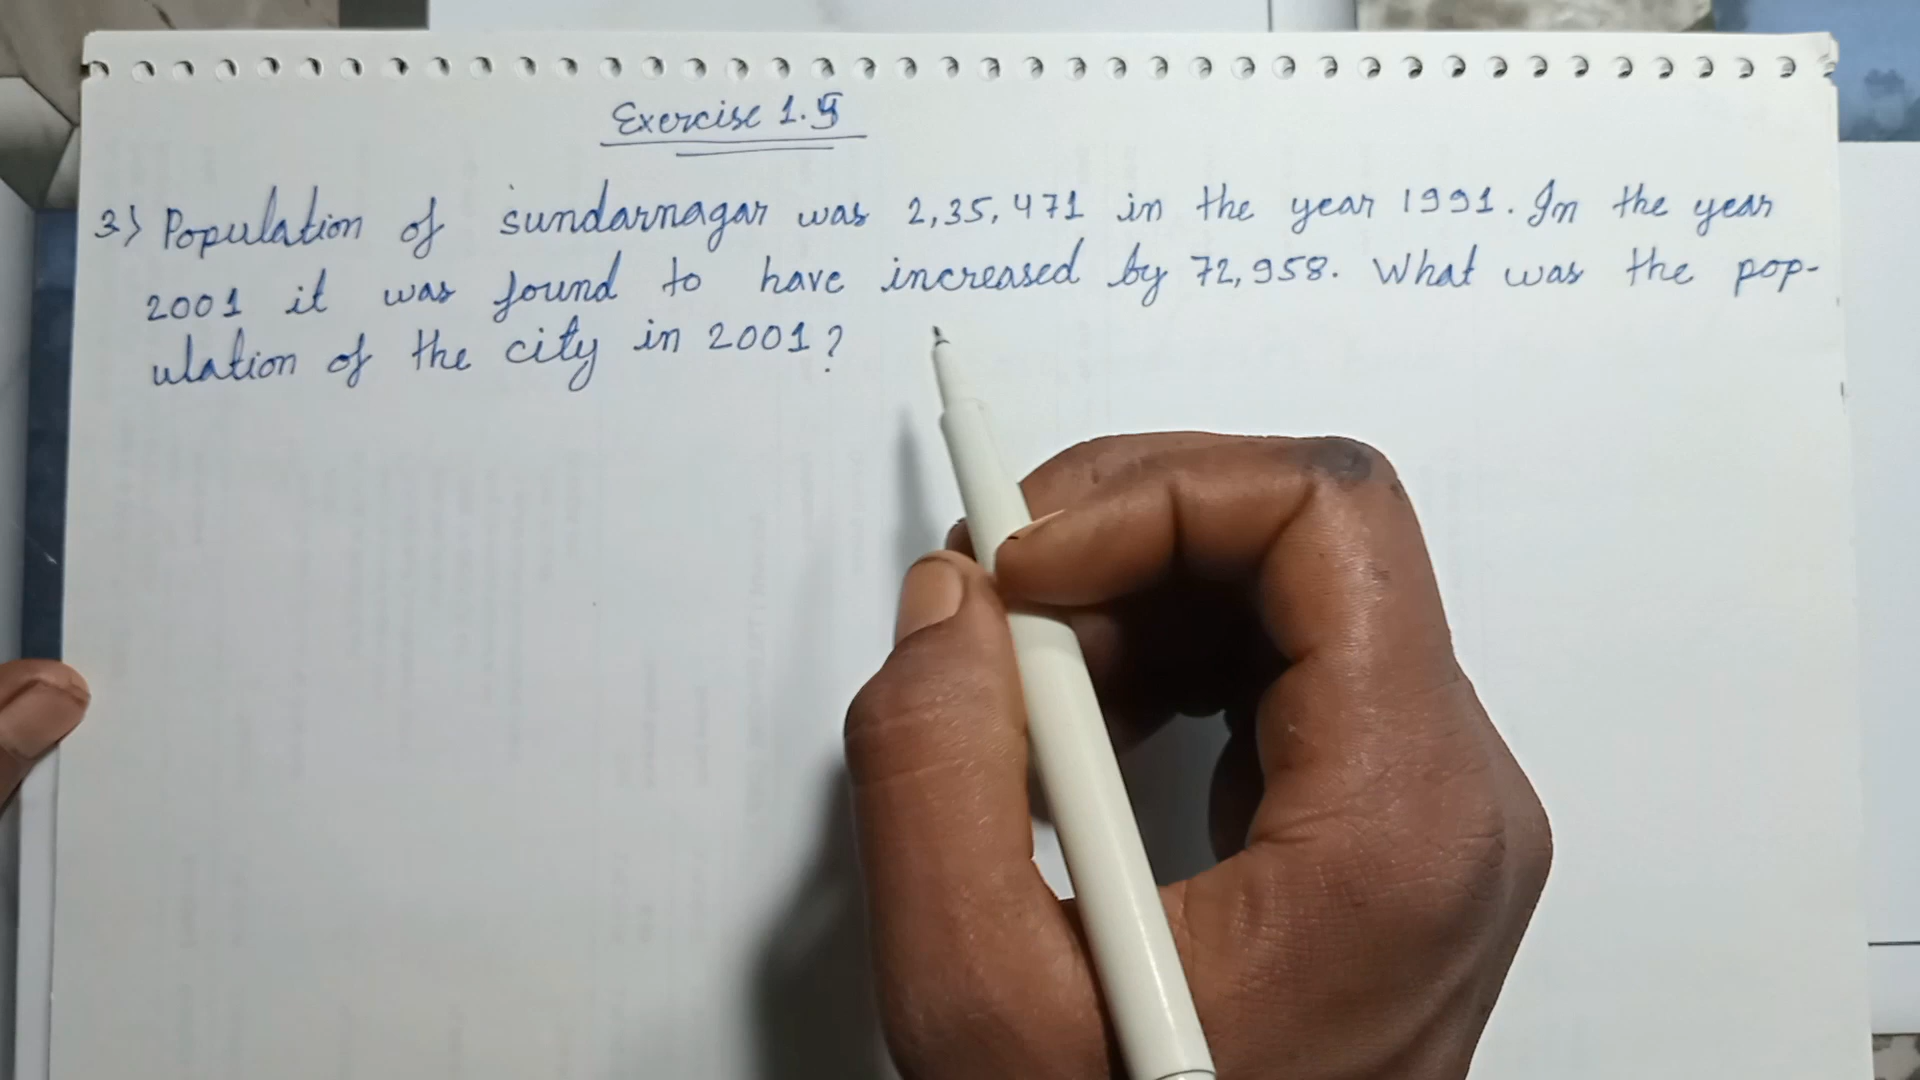 Exercise 1.5
3) Population of sundarnagar was 2,35,471 in the year 1991. In the year
2001 it was found to have increased by 72,958. What was the pop-
ulation of the city in 2001?